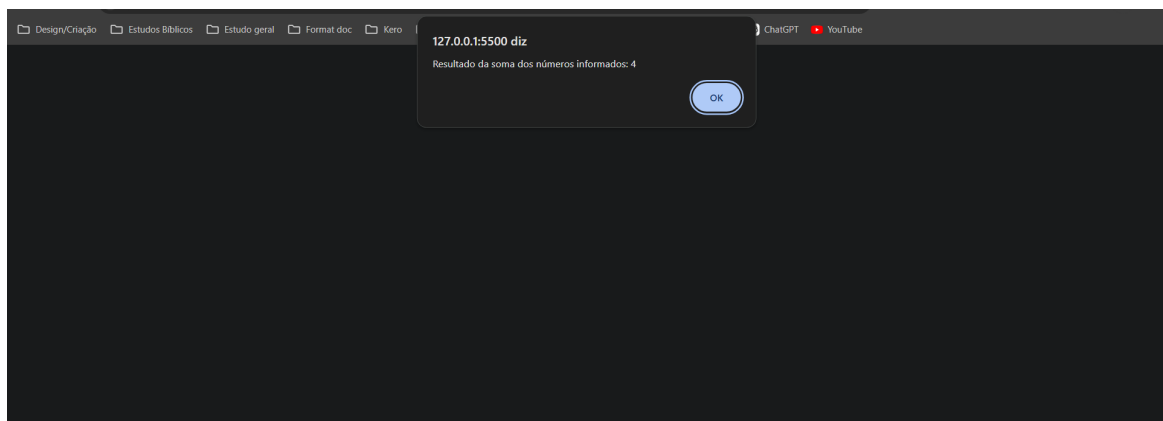 Design/Criação Estudos Bíblicos Estudo geral Format doc Kero ChatGPT YouTube
127.0.0.1:5500 diz
Resultado da soma dos números informados: 4
OK